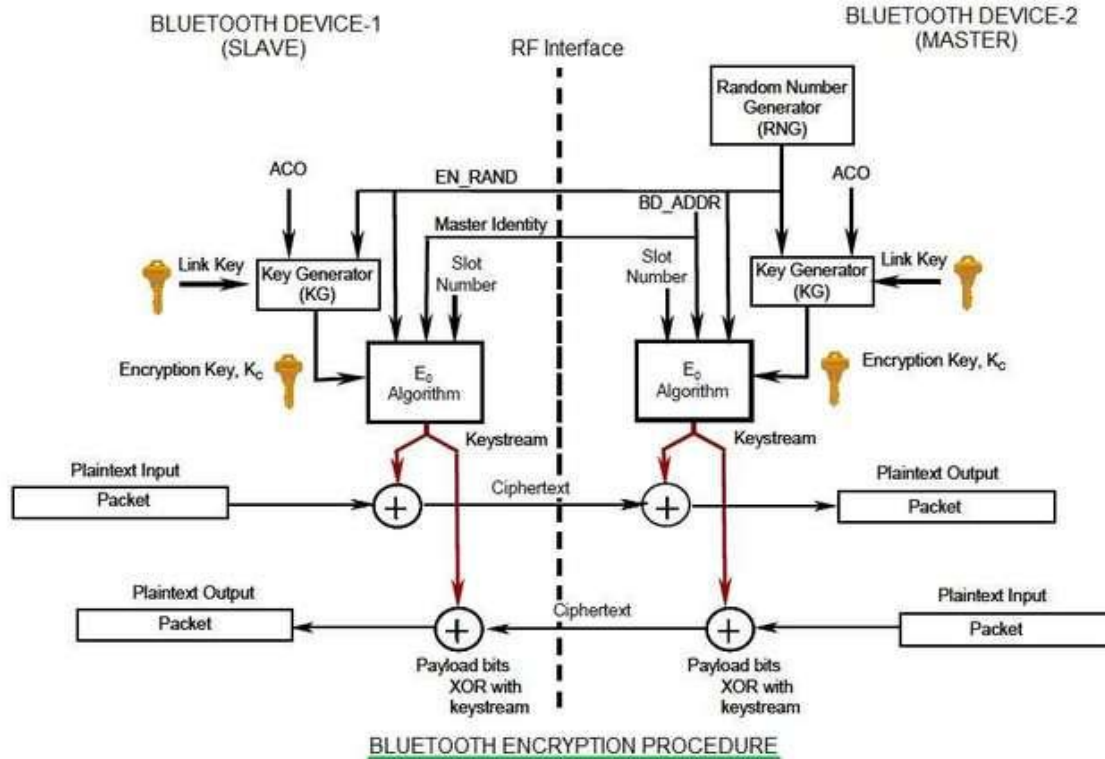 BLUETOOTH DEVICE-1
(SLAVE)
RF Interface
BLUETOOTH DEVICE-2
(MASTER)
Random Number
Generator
(RNG)
ACO
EN_RAND
ACO
BD_ADDR
Master Identity
Link Key
Key Generator
(KG)
Slot
Number
Slot
Number
Key Generator
(KG)
Link Key
Encryption Key, Kc
E0
Algorithm
E0
Algorithm
Encryption Key, Kc
Keystream
Keystream
Plaintext Input
Packet
Ciphertext
Plaintext Output
Packet
Plaintext Output
Packet
Ciphertext
Plaintext Input
Packet
Payload bits
XOR with
keystream
Payload bits
XOR with
keystream
BLUETOOTH ENCRYPTION PROCEDURE